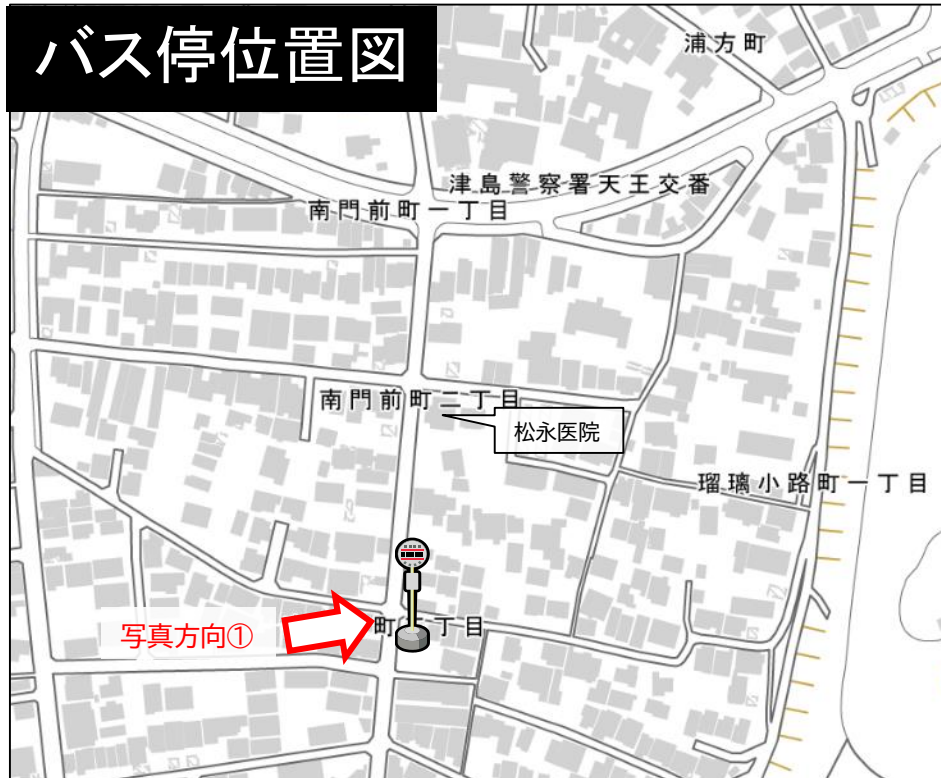 バス停位置図
浦方町
津島警察署天王交番
南門前町一丁目
南門前町二丁目
松永医院
瑠璃小路町一丁目
写真方向①
町 丁目